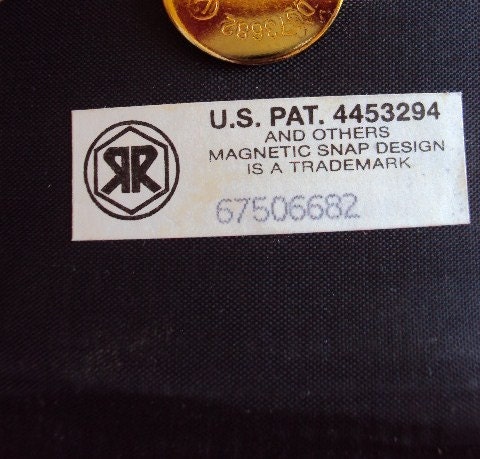 U.S. PAT. 4453294
AND OTHERS
MAGNETIC SNAP DESIGN
IS A TRADEMARK
RR
67506682